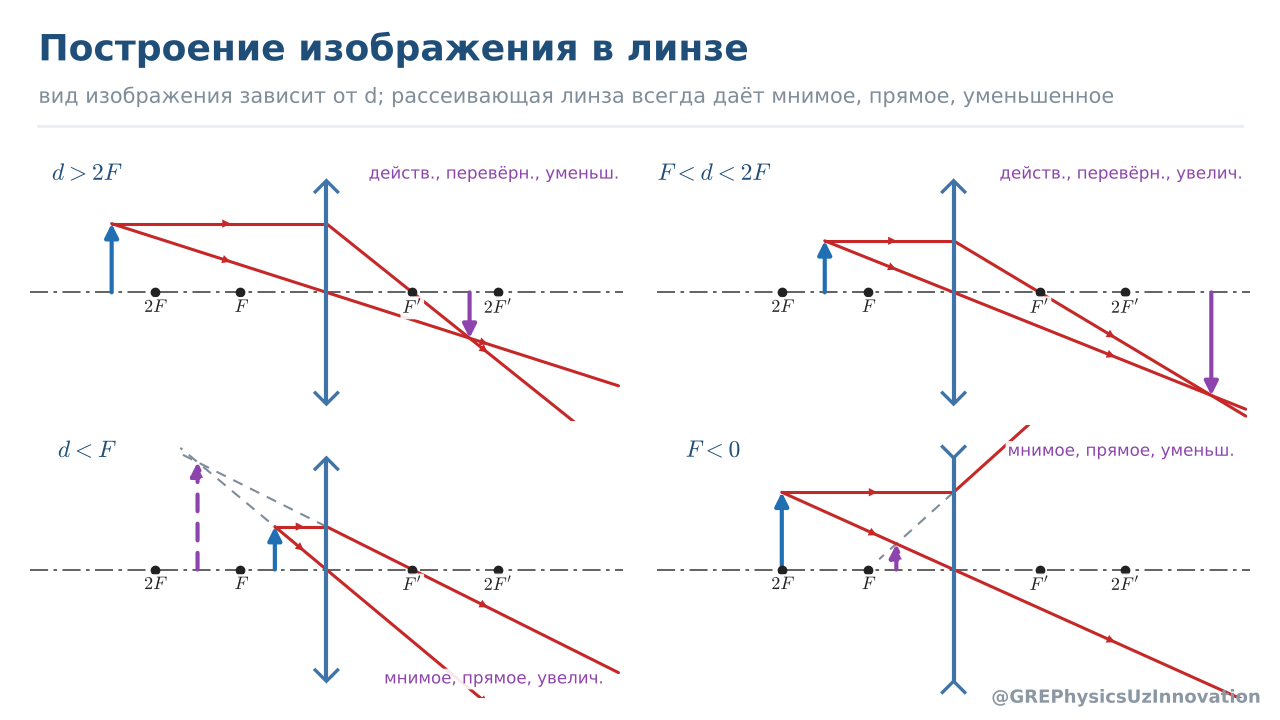 Построение изображения в линзе
вид изображения зависит от d; рассеивающая линза всегда даёт мнимое, прямое, уменьшенное
d > 2F
действ., перевёрн., уменьш.
2F
F
F′
2F′
F < d < 2F
действ., перевёрн., увелич.
2F
F
F′
2F′
d < F
2F
F
F′
2F′
мнимое, прямое, увелич.
F < 0
мнимое, прямое, уменьш.
2F
F
F′
2F′
@GREPhysicsUzInnovation